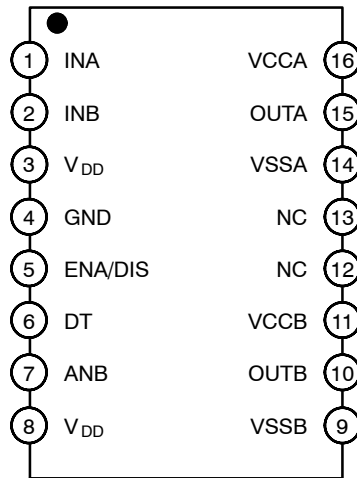 1 INA VCCA 16
2 INB OUTA 15
3 VDD VSSA 14
4 GND NC 13
5 ENA/DIS NC 12
6 DT VCCB 11
7 ANB OUTB 10
8 VDD VSSB 9